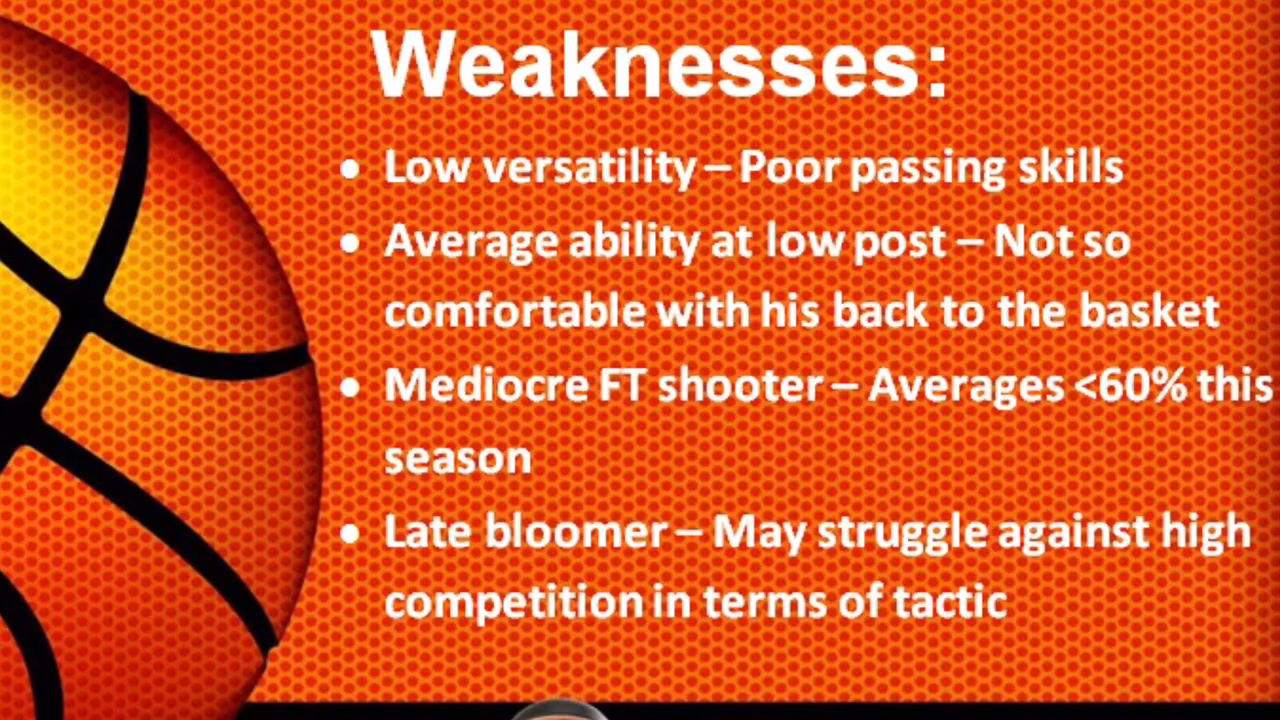 Weaknesses:
• Low versatility – Poor passing skills
• Average ability at low post – Not so
comfortable with his back to the basket
• Mediocre FT shooter – Averages <60% this
season
• Late bloomer – May struggle against high
competition in terms of tactic